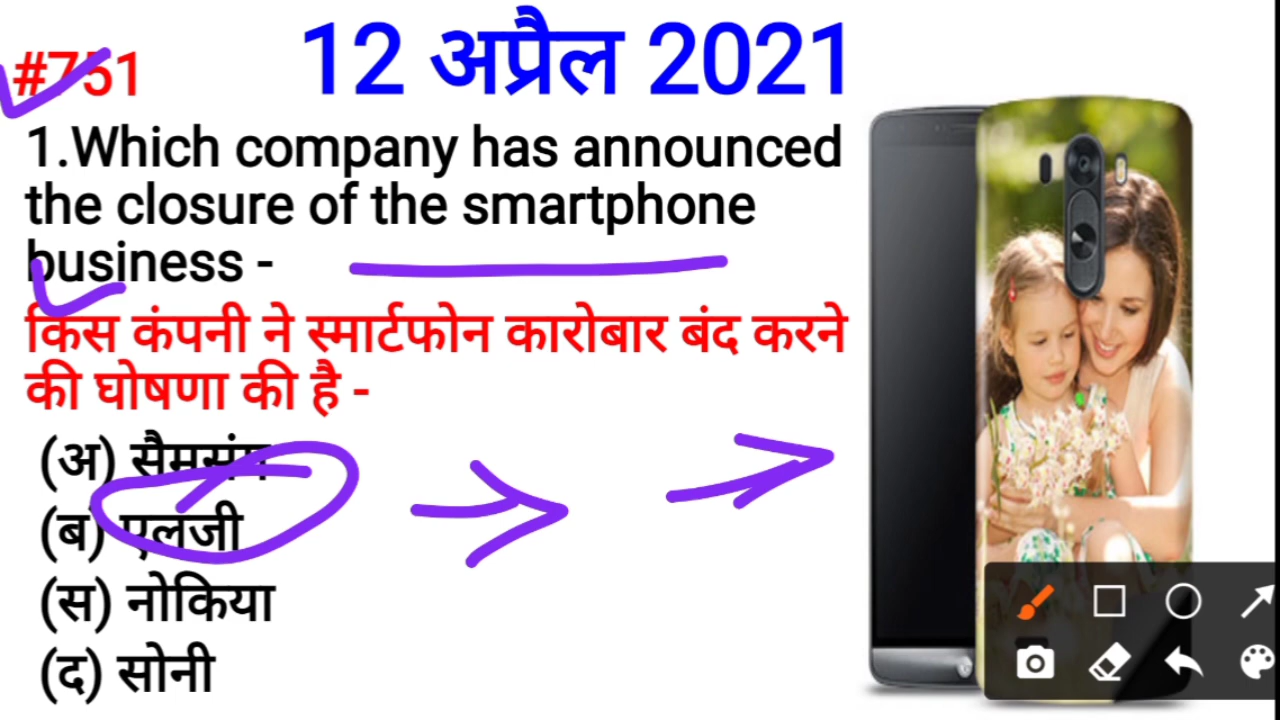 12 अप्रैल 2021
#751
1.Which company has announced
the closure of the smartphone
business -
किस कंपनी ने स्मार्टफोन कारोबार बंद करने
की घोषणा की है -
(अ) सैमसंग
(ब) एलजी
(स) नोकिया
(द) सोनी